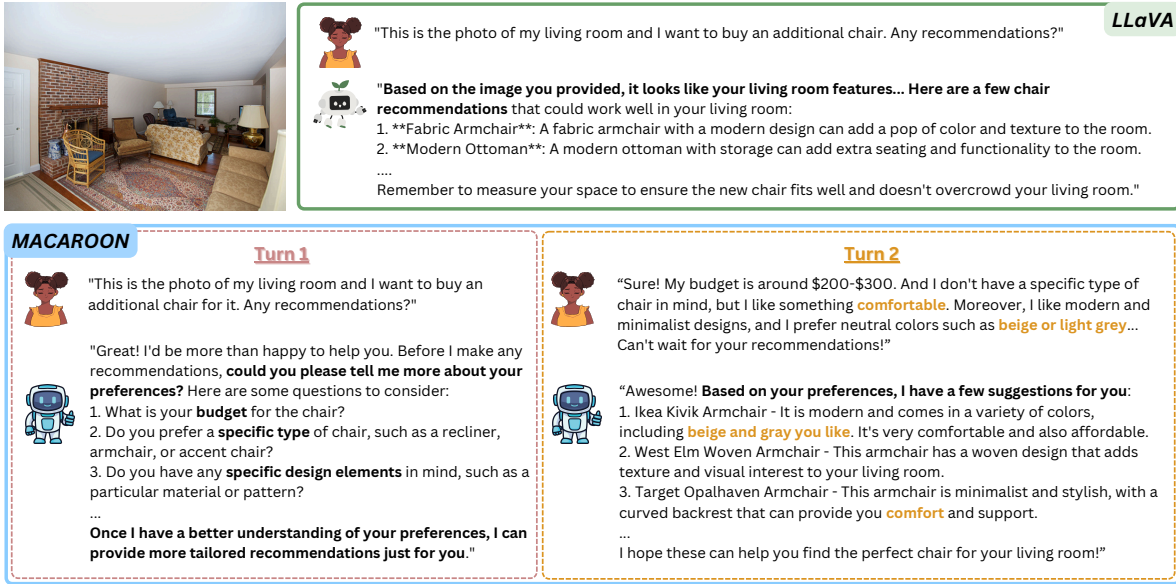 LLaVA
"This is the photo of my living room and I want to buy an additional chair. Any recommendations?"
"Based on the image you provided, it looks like your living room features... Here are a few chair
recommendations that could work well in your living room:
1. **Fabric Armchair**: A fabric armchair with a modern design can add a pop of color and texture to the room.
2. **Modern Ottoman**: A modern ottoman with storage can add extra seating and functionality to the room.
....
Remember to measure your space to ensure the new chair fits well and doesn't overcrowd your living room."
MACAROON
Turn 1
"This is the photo of my living room and I want to buy an
additional chair for it. Any recommendations?"
"Great! I'd be more than happy to help you. Before I make any
recommendations, could you please tell me more about your
preferences? Here are some questions to consider:
1. What is your budget for the chair?
2. Do you prefer a specific type of chair, such as a recliner,
armchair, or accent chair?
3. Do you have any specific design elements in mind, such as a
particular material or pattern?
...
Once I have a better understanding of your preferences, I can
provide more tailored recommendations just for you."
Turn 2
“Sure! My budget is around $200-$300. And I don't have a specific type of
chair in mind, but I like something comfortable. Moreover, I like modern and
minimalist designs, and I prefer neutral colors such as beige or light grey...
Can't wait for your recommendations!”
“Awesome! Based on your preferences, I have a few suggestions for you:
1. Ikea Kivik Armchair - It is modern and comes in a variety of colors,
including beige and gray you like. It's very comfortable and also affordable.
2. West Elm Woven Armchair - This armchair has a woven design that adds
texture and visual interest to your living room.
3. Target Opalhaven Armchair - This armchair is minimalist and stylish, with a
curved backrest that can provide you comfort and support.
...
I hope these can help you find the perfect chair for your living room!”